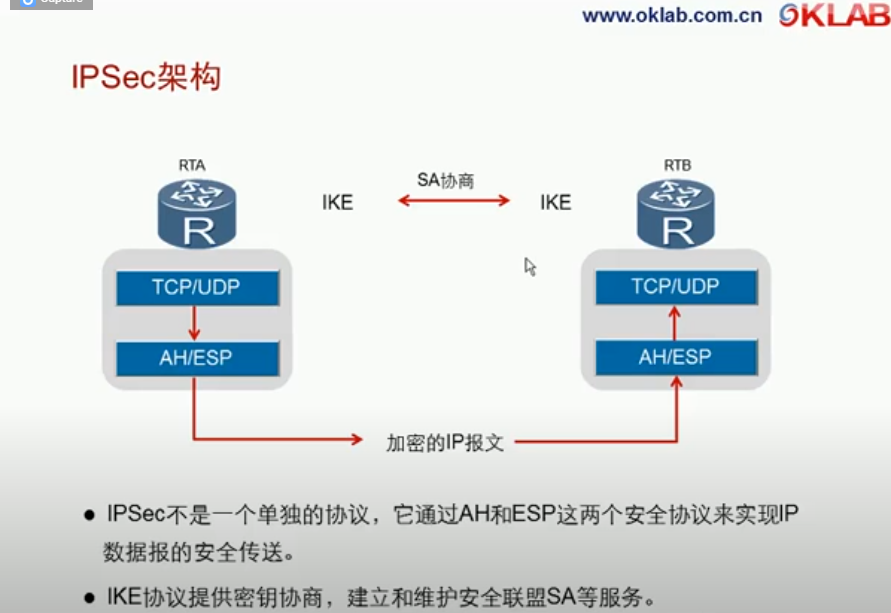 Capture
www.oklab.com.cn OKLAB
IPSec架构
RTA
RTB
SA协商
IKE
IKE
R
R
TCP/UDP
TCP/UDP
AH/ESP
AH/ESP
加密的IP报文
● IPSec不是一个单独的协议，它通过AH和ESP这两个安全协议来实现IP
数据报的安全传送。
● IKE协议提供密钥协商，建立和维护安全联盟SA等服务。